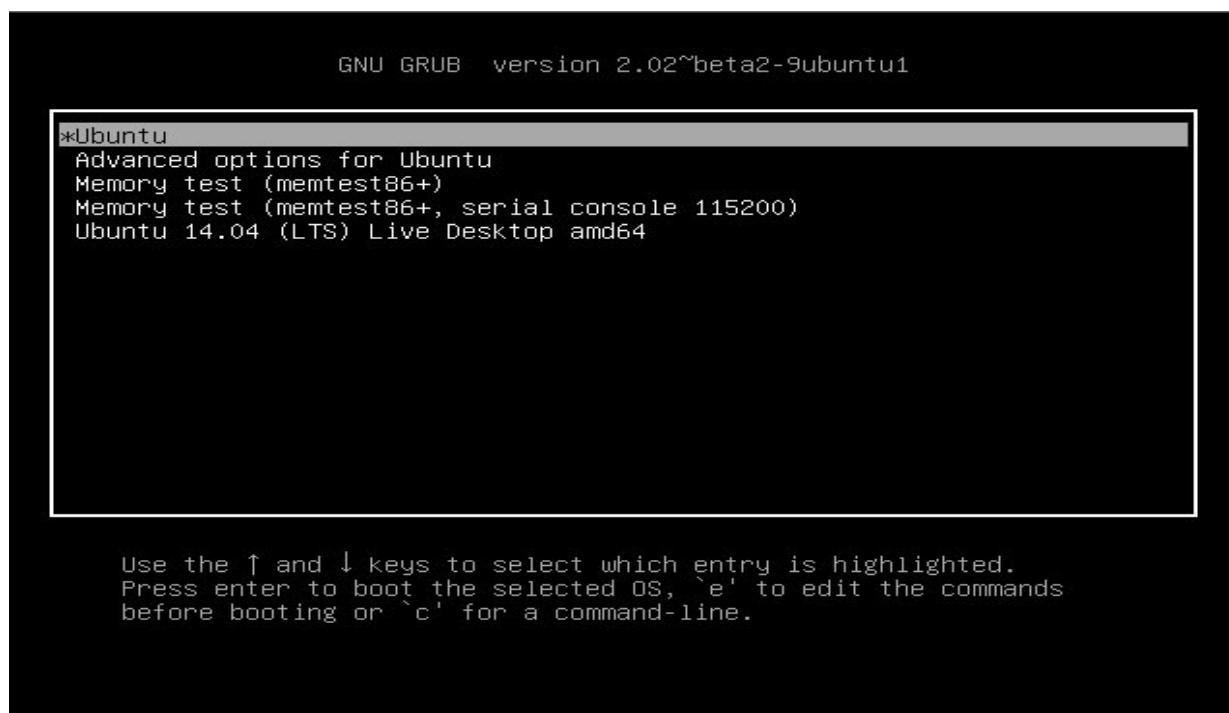 GNU GRUB version 2.02~beta2-9ubuntu1
*Ubuntu
Advanced options for Ubuntu
Memory test (memtest86+)
Memory test (memtest86+, serial console 115200)
Ubuntu 14.04 (LTS) Live Desktop amd64
Use the ↑ and ↓ keys to select which entry is highlighted.
Press enter to boot the selected OS, `e' to edit the commands
before booting or `c' for a command-line.